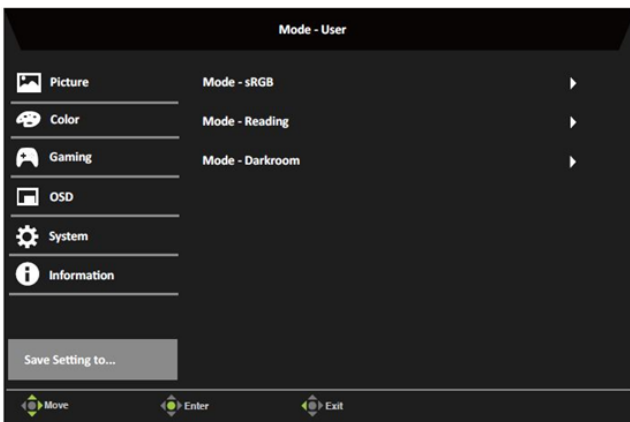 Mode - User
Picture
Color
Gaming
OSD
System
Information
Save Setting to...
Mode - sRGB
Mode - Reading
Mode - Darkroom
Move
Enter
Exit